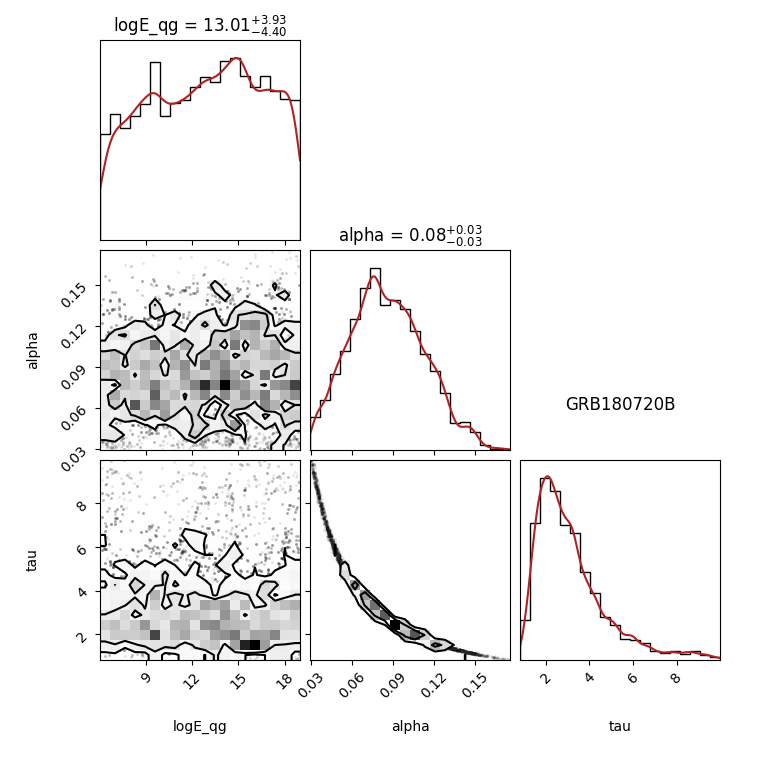 logE_qg = 13.01+3.93−4.40
alpha = 0.08+0.03−0.03
0.15
0.12
0.09
0.06
0.03
alpha
GRB180720B
8
6
4
2
tau
9 12 15 18
0.03 0.06 0.09 0.12 0.15
2 4 6 8
logE_qg alpha tau